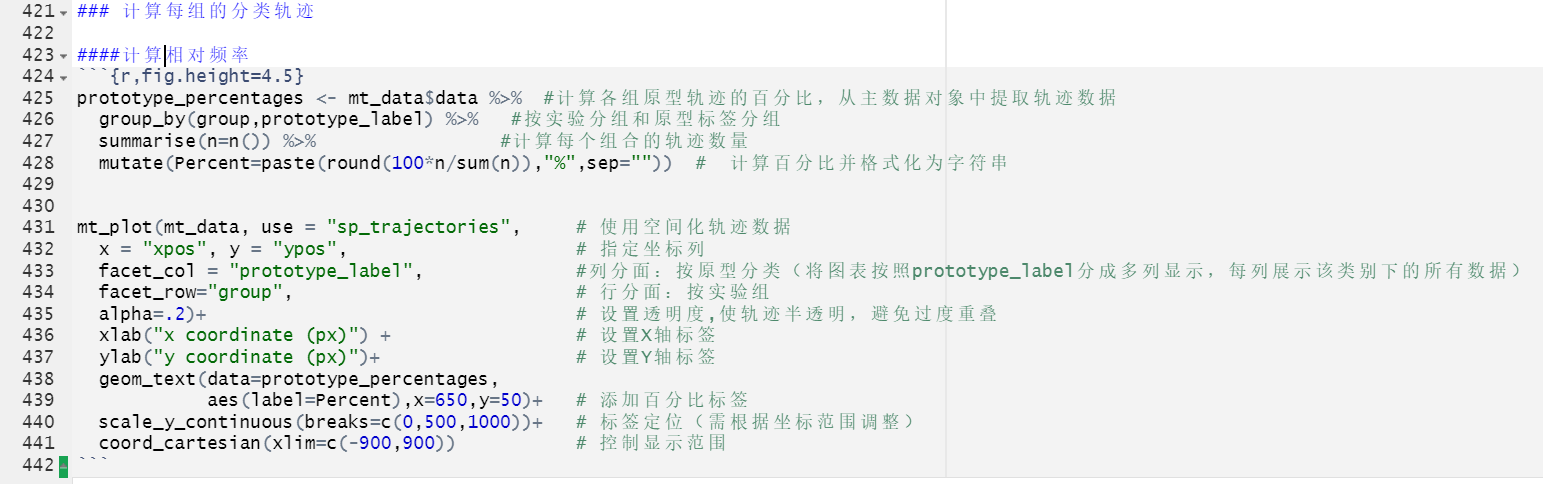 421 ### 计算每组的分类轨迹
422
423 ####计算相对频率
424 ```{r,fig.height=4.5}
425 prototype_percentages <- mt_data$data %>%  #计算各组原型轨迹的百分比，从主数据对象中提取轨迹数据
426   group_by(group,prototype_label) %>%   #按实验分组和原型标签分组
427   summarise(n=n()) %>%                 #计算每个组合的轨迹数量
428   mutate(Percent=paste(round(100*n/sum(n)),"%",sep=""))  #  计算百分比并格式化为字符串
429
430
431 mt_plot(mt_data, use = "sp_trajectories",     # 使用空间化轨迹数据
432   x = "xpos", y = "ypos",                     # 指定坐标列
433   facet_col = "prototype_label",              #列分面：按原型分类（将图表按照prototype_label分成多列显示，每列展示该类别下的所有数据）
434   facet_row="group",                          # 行分面：按实验组
435   alpha=.2)+                                  # 设置透明度,使轨迹半透明，避免过度重叠
436   xlab("x coordinate (px)") +                 # 设置X轴标签
437   ylab("y coordinate (px)")+                  # 设置Y轴标签
438   geom_text(data=prototype_percentages,
439             aes(label=Percent),x=650,y=50)+   # 添加百分比标签
440   scale_y_continuous(breaks=c(0,500,1000))+   # 标签定位（需根据坐标范围调整）
441   coord_cartesian(xlim=c(-900,900))           # 控制显示范围
442 ```